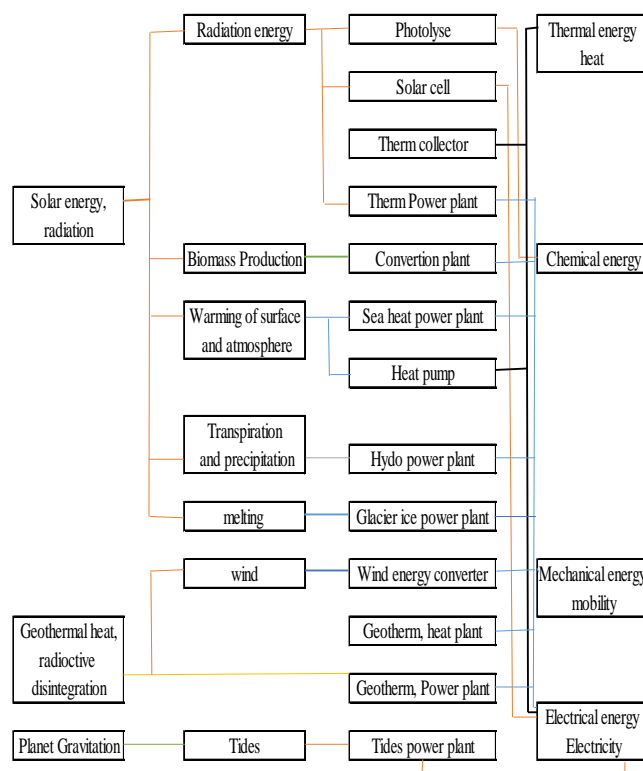 Radiation energy
Photolyse
Thermal energy
heat
Solar cell
Therm collector
Solar energy,
radiation
Therm Power plant
Biomass Production
Convertion plant
Chemical energy
Warming of surface
and atmosphere
Sea heat power plant
Heat pump
Transpiration
and precipitation
Hydo power plant
melting
Glacier ice power plant
wind
Wind energy converter
Mechanical energy
mobility
Geothermal heat,
radioctive
disintegration
Geotherm, heat plant
Geotherm, Power plant
Electrical energy
Electricity
Planet Gravitation
Tides
Tides power plant